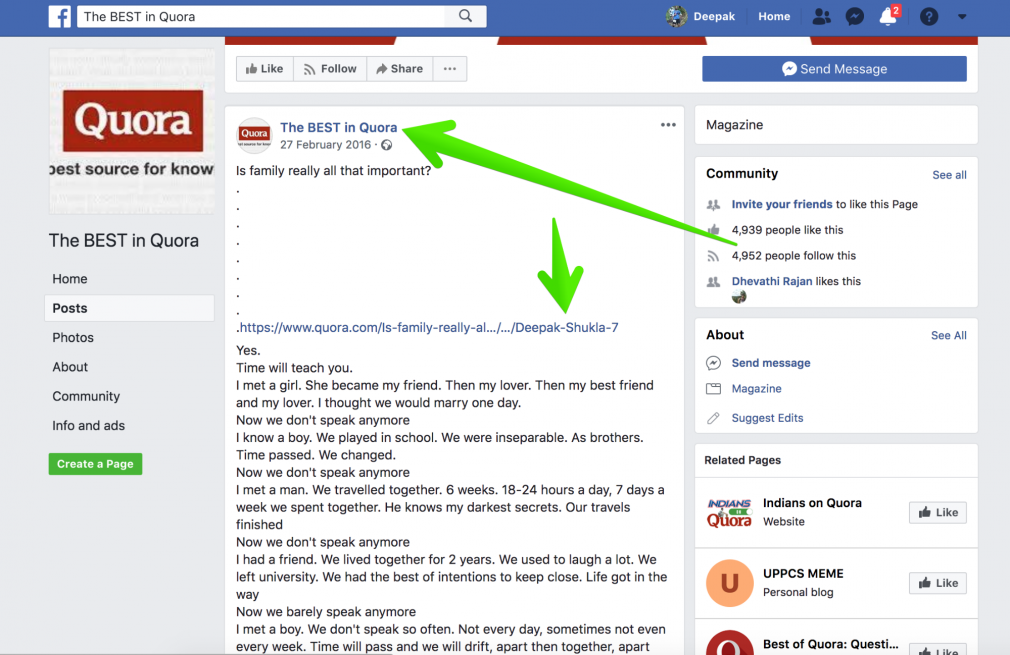 The BEST in Quora
Deepak
Home
2
?
Like
Follow
Share
...
Send Message
Quora
best source for know
The BEST in Quora
Home
Posts
Photos
About
Community
Info and ads
Create a Page
Quora
The BEST in Quora
27 February 2016 ·
Is family really all that important?
.
.
.
.
.
.
.
.
.https://www.quora.com/Is-family-really-al.../.../Deepak-Shukla-7
Yes.
Time will teach you.
I met a girl. She became my friend. Then my lover. Then my best friend
and my lover. I thought we would marry one day.
Now we don't speak anymore
I know a boy. We played in school. We were inseparable. As brothers.
Time passed. We changed.
Now we don't speak anymore
I met a man. We travelled together. 6 weeks. 18-24 hours a day, 7 days a
week we spent together. He knows my darkest secrets. Our travels
finished
Now we don't speak anymore
I had a friend. We lived together for 2 years. We used to laugh a lot. We
left university. We had the best of intentions to keep close. Life got in the
way
Now we barely speak anymore
I met a boy. We don't speak so often. Not every day, sometimes not even
every week. Time will pass and we will drift, apart then together, apart
Magazine
Community
See all
Invite your friends to like this Page
4,939 people like this
4,952 people follow this
Dhevathi Rajan likes this
About
See All
Send message
Magazine
Suggest Edits
Related Pages
INDIANS
Quora
Indians on Quora
Website
Like
U
UPPCS MEME
Personal blog
Like
Q
Best of Quora: Questi...
Like